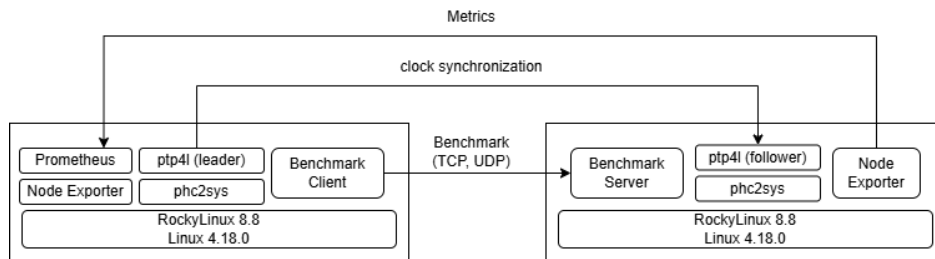 Metrics
clock synchronization
Prometheus
ptp4l (leader)
Node Exporter
phc2sys
Benchmark
Client
RockyLinux 8.8
Linux 4.18.0
Benchmark
(TCP, UDP)
Benchmark
Server
ptp4l (follower)
phc2sys
Node
Exporter
RockyLinux 8.8
Linux 4.18.0